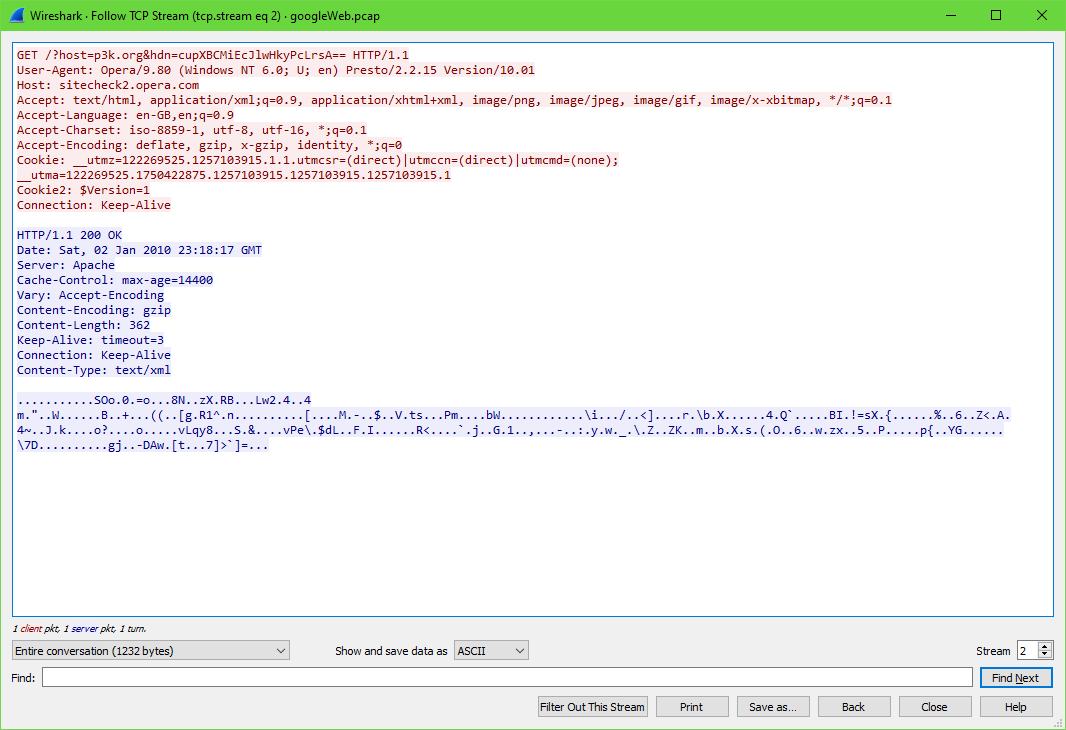 Wireshark · Follow TCP Stream (tcp.stream eq 2) · googleWeb.pcap
GET /?host=p3k.org&hdn=cupXBCMiEcJlwHkyPcLrsA== HTTP/1.1
User-Agent: Opera/9.80 (Windows NT 6.0; U; en) Presto/2.2.15 Version/10.01
Host: sitecheck2.opera.com
Accept: text/html, application/xml;q=0.9, application/xhtml+xml, image/png, image/jpeg, image/gif, image/x-xbitmap, */*;q=0.1
Accept-Language: en-GB,en;q=0.9
Accept-Charset: iso-8859-1, utf-8, utf-16, *;q=0.1
Accept-Encoding: deflate, gzip, x-gzip, identity, *;q=0
Cookie: __utmz=122269525.1257103915.1.1.utmcsr=(direct)|utmccn=(direct)|utmcmd=(none);
__utma=122269525.1750422875.1257103915.1257103915.1257103915.1
Cookie2: $Version=1
Connection: Keep-Alive
HTTP/1.1 200 OK
Date: Sat, 02 Jan 2010 23:18:17 GMT
Server: Apache
Cache-Control: max-age=14400
Vary: Accept-Encoding
Content-Encoding: gzip
Content-Length: 362
Keep-Alive: timeout=3
Connection: Keep-Alive
Content-Type: text/xml
...........SOo.0.=o...8N..zX.RB...Lw2.4..4
m."..W......B..+...((..[g.R1^.n..........[....M.-..$..V.ts...Pm....bW............\i.../..<]....r.\b.X......4.Q`.....BI.!=sX.{......%..6..Z<.A.
4~..J.k....o?....o.....vLqy8...S.&....vPe\.$dL..F.I......R<....`.j..G.1..,...-..:.y.w._.\.Z..ZK..m..b.X.s.(.O..6..w.zx..5..P.....p{..YG......
\7D..........gj..-DAw.[t...7]>`]=...
1 client pkt, 1 server pkt, 1 turn.
Entire conversation (1232 bytes) Show and save data as ASCII Stream 2
Find: Find Next
Filter Out This Stream Print Save as... Back Close Help